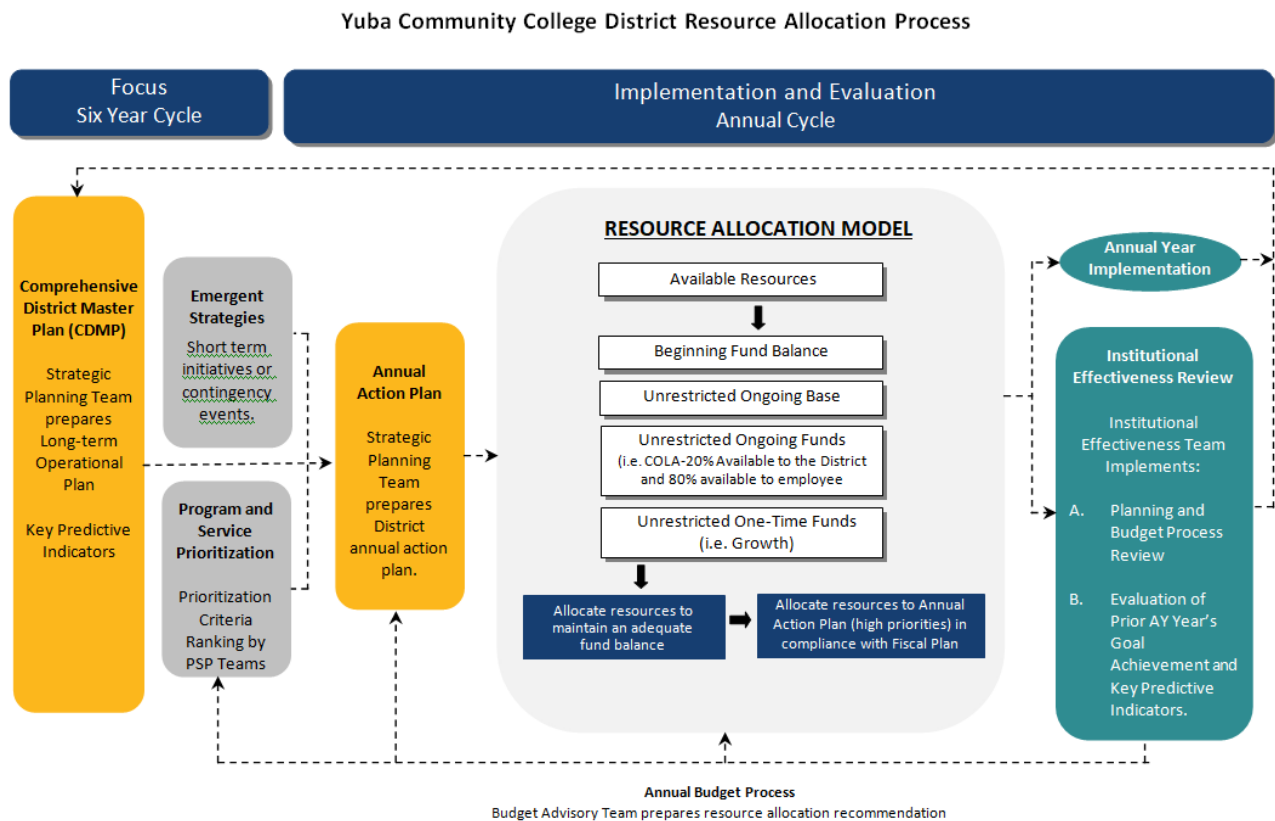 Yuba Community College District Resource Allocation Process
Focus
Six Year Cycle
Implementation and Evaluation
Annual Cycle
Comprehensive
District Master
Plan (CDMP)
Strategic
Planning Team
prepares
Long-term
Operational
Plan
Key Predictive
Indicators
Emergent
Strategies
Short term
initiatives or
contingency
events.
Program and
Service
Prioritization
Prioritization
Criteria
Ranking by
PSP Teams
Annual
Action Plan
Strategic
Planning
Team
prepares
District
annual action
plan.
RESOURCE ALLOCATION MODEL
Available Resources
Beginning Fund Balance
Unrestricted Ongoing Base
Unrestricted Ongoing Funds
(i.e. COLA-20% Available to the District
and 80% available to employee
Unrestricted One-Time Funds
(i.e. Growth)
Allocate resources to
maintain an adequate
fund balance
Allocate resources to Annual
Action Plan (high priorities) in
compliance with Fiscal Plan
Annual Year
Implementation
Institutional
Effectiveness Review
Institutional
Effectiveness Team
Implements:
A. Planning and
Budget Process
Review
B. Evaluation of
Prior AY Year's
Goal
Achievement and
Key Predictive
Indicators.
Annual Budget Process
Budget Advisory Team prepares resource allocation recommendation